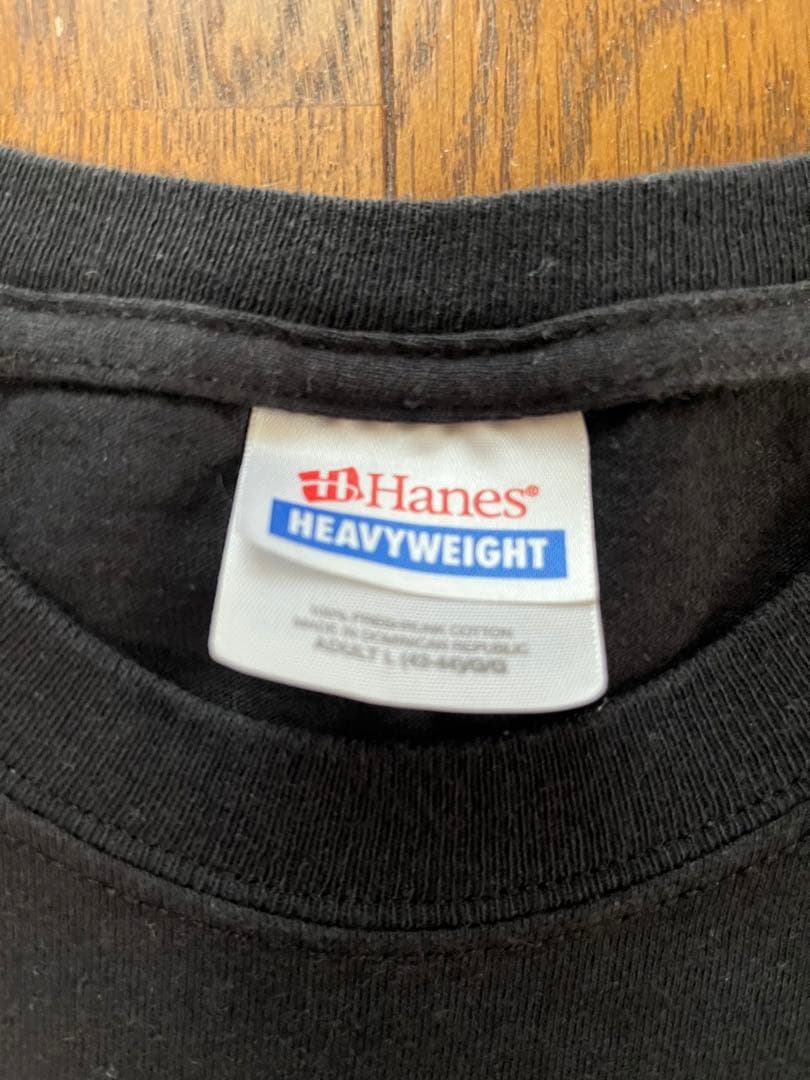 Hanes®
HEAVYWEIGHT
100% PRESHRUNK COTTON
MADE IN DOMINICAN REPUBLIC
ADULT L (42-44)/G/G